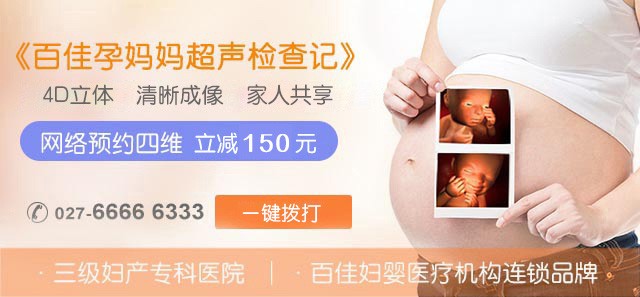 《百佳孕妈妈超声检查记》
4D立体 清晰成像 家人共享
网络预约四维 立减150元
027-6666 6333 一键拨打
· 三级妇产专科医院 | · 百佳妇婴医疗机构连锁品牌